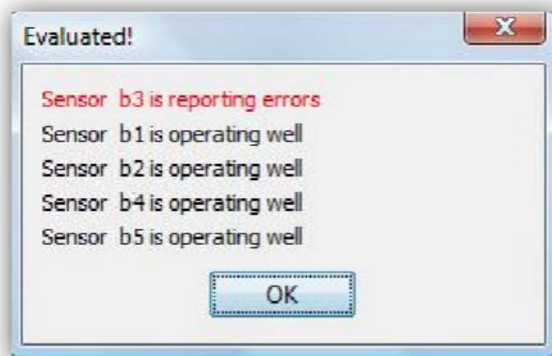 Evaluated!
Sensor b3 is reporting errors
Sensor b1 is operating well
Sensor b2 is operating well
Sensor b4 is operating well
Sensor b5 is operating well
OK